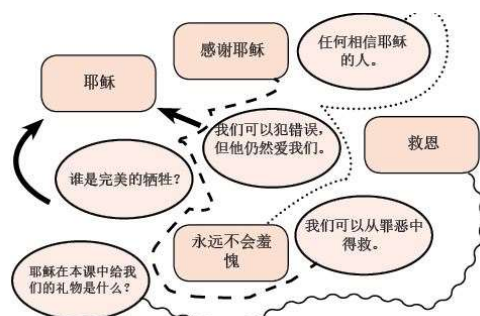 感谢耶稣
任何相信耶稣
的人。
耶稣
我们可以犯错误,
但他仍然爱我们。
救恩
谁是完美的牺牲?
永远不会羞
愧
我们可以从罪恶中
得救。
耶稣在本课中给我
们的礼物是什么?